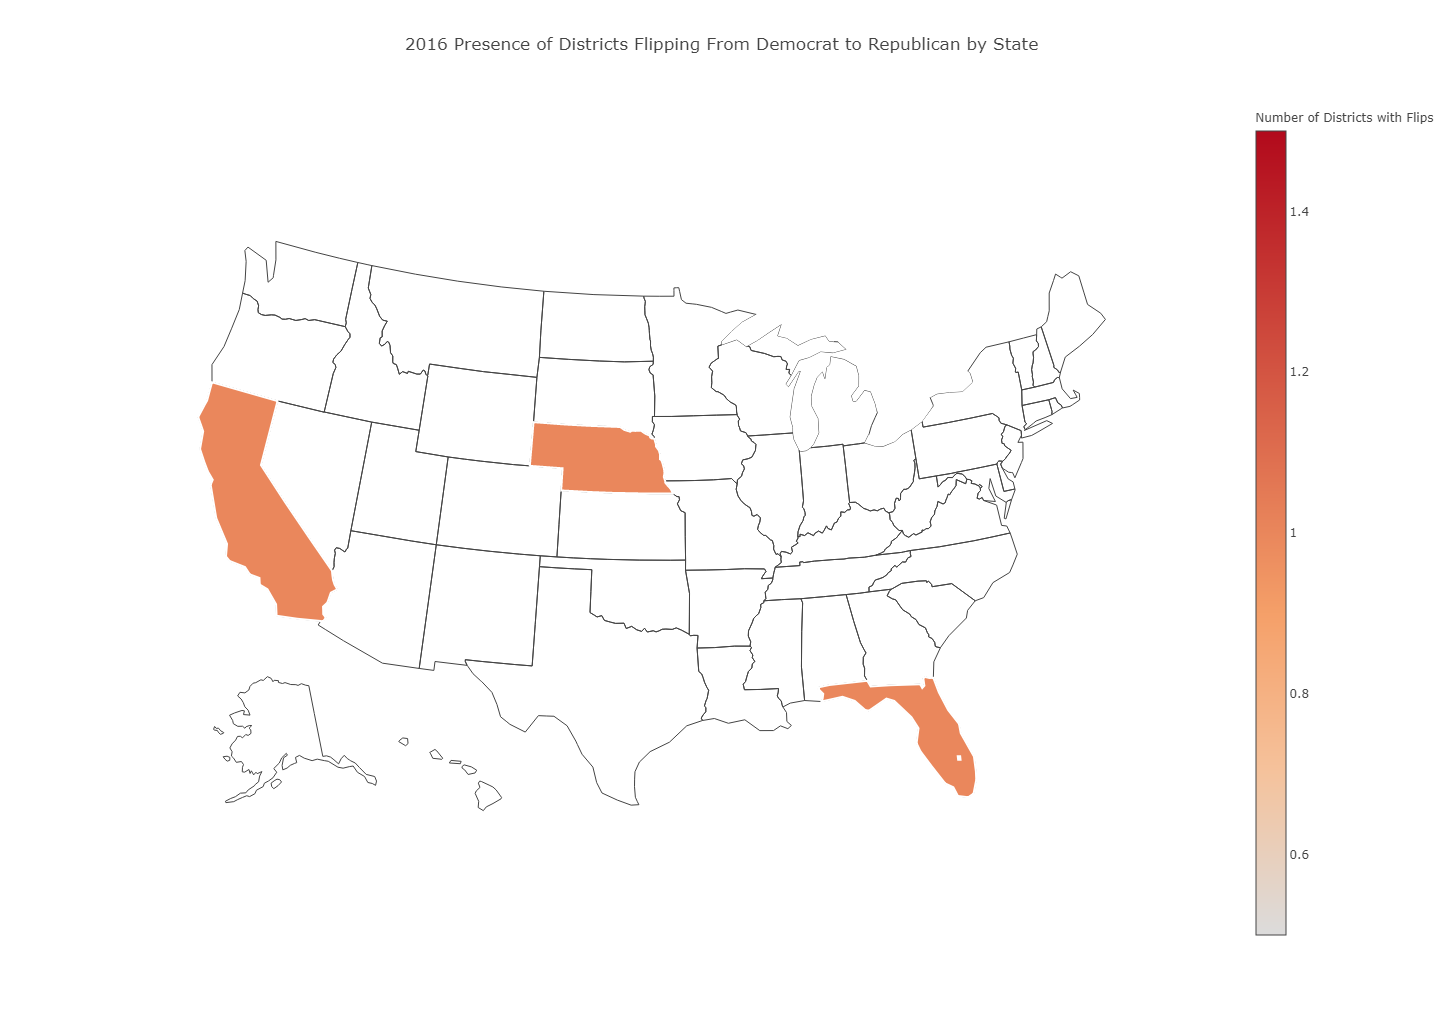 2016 Presence of Districts Flipping From Democrat to Republican by State
Number of Districts with Flips
1.4
1.2
1
0.8
0.6